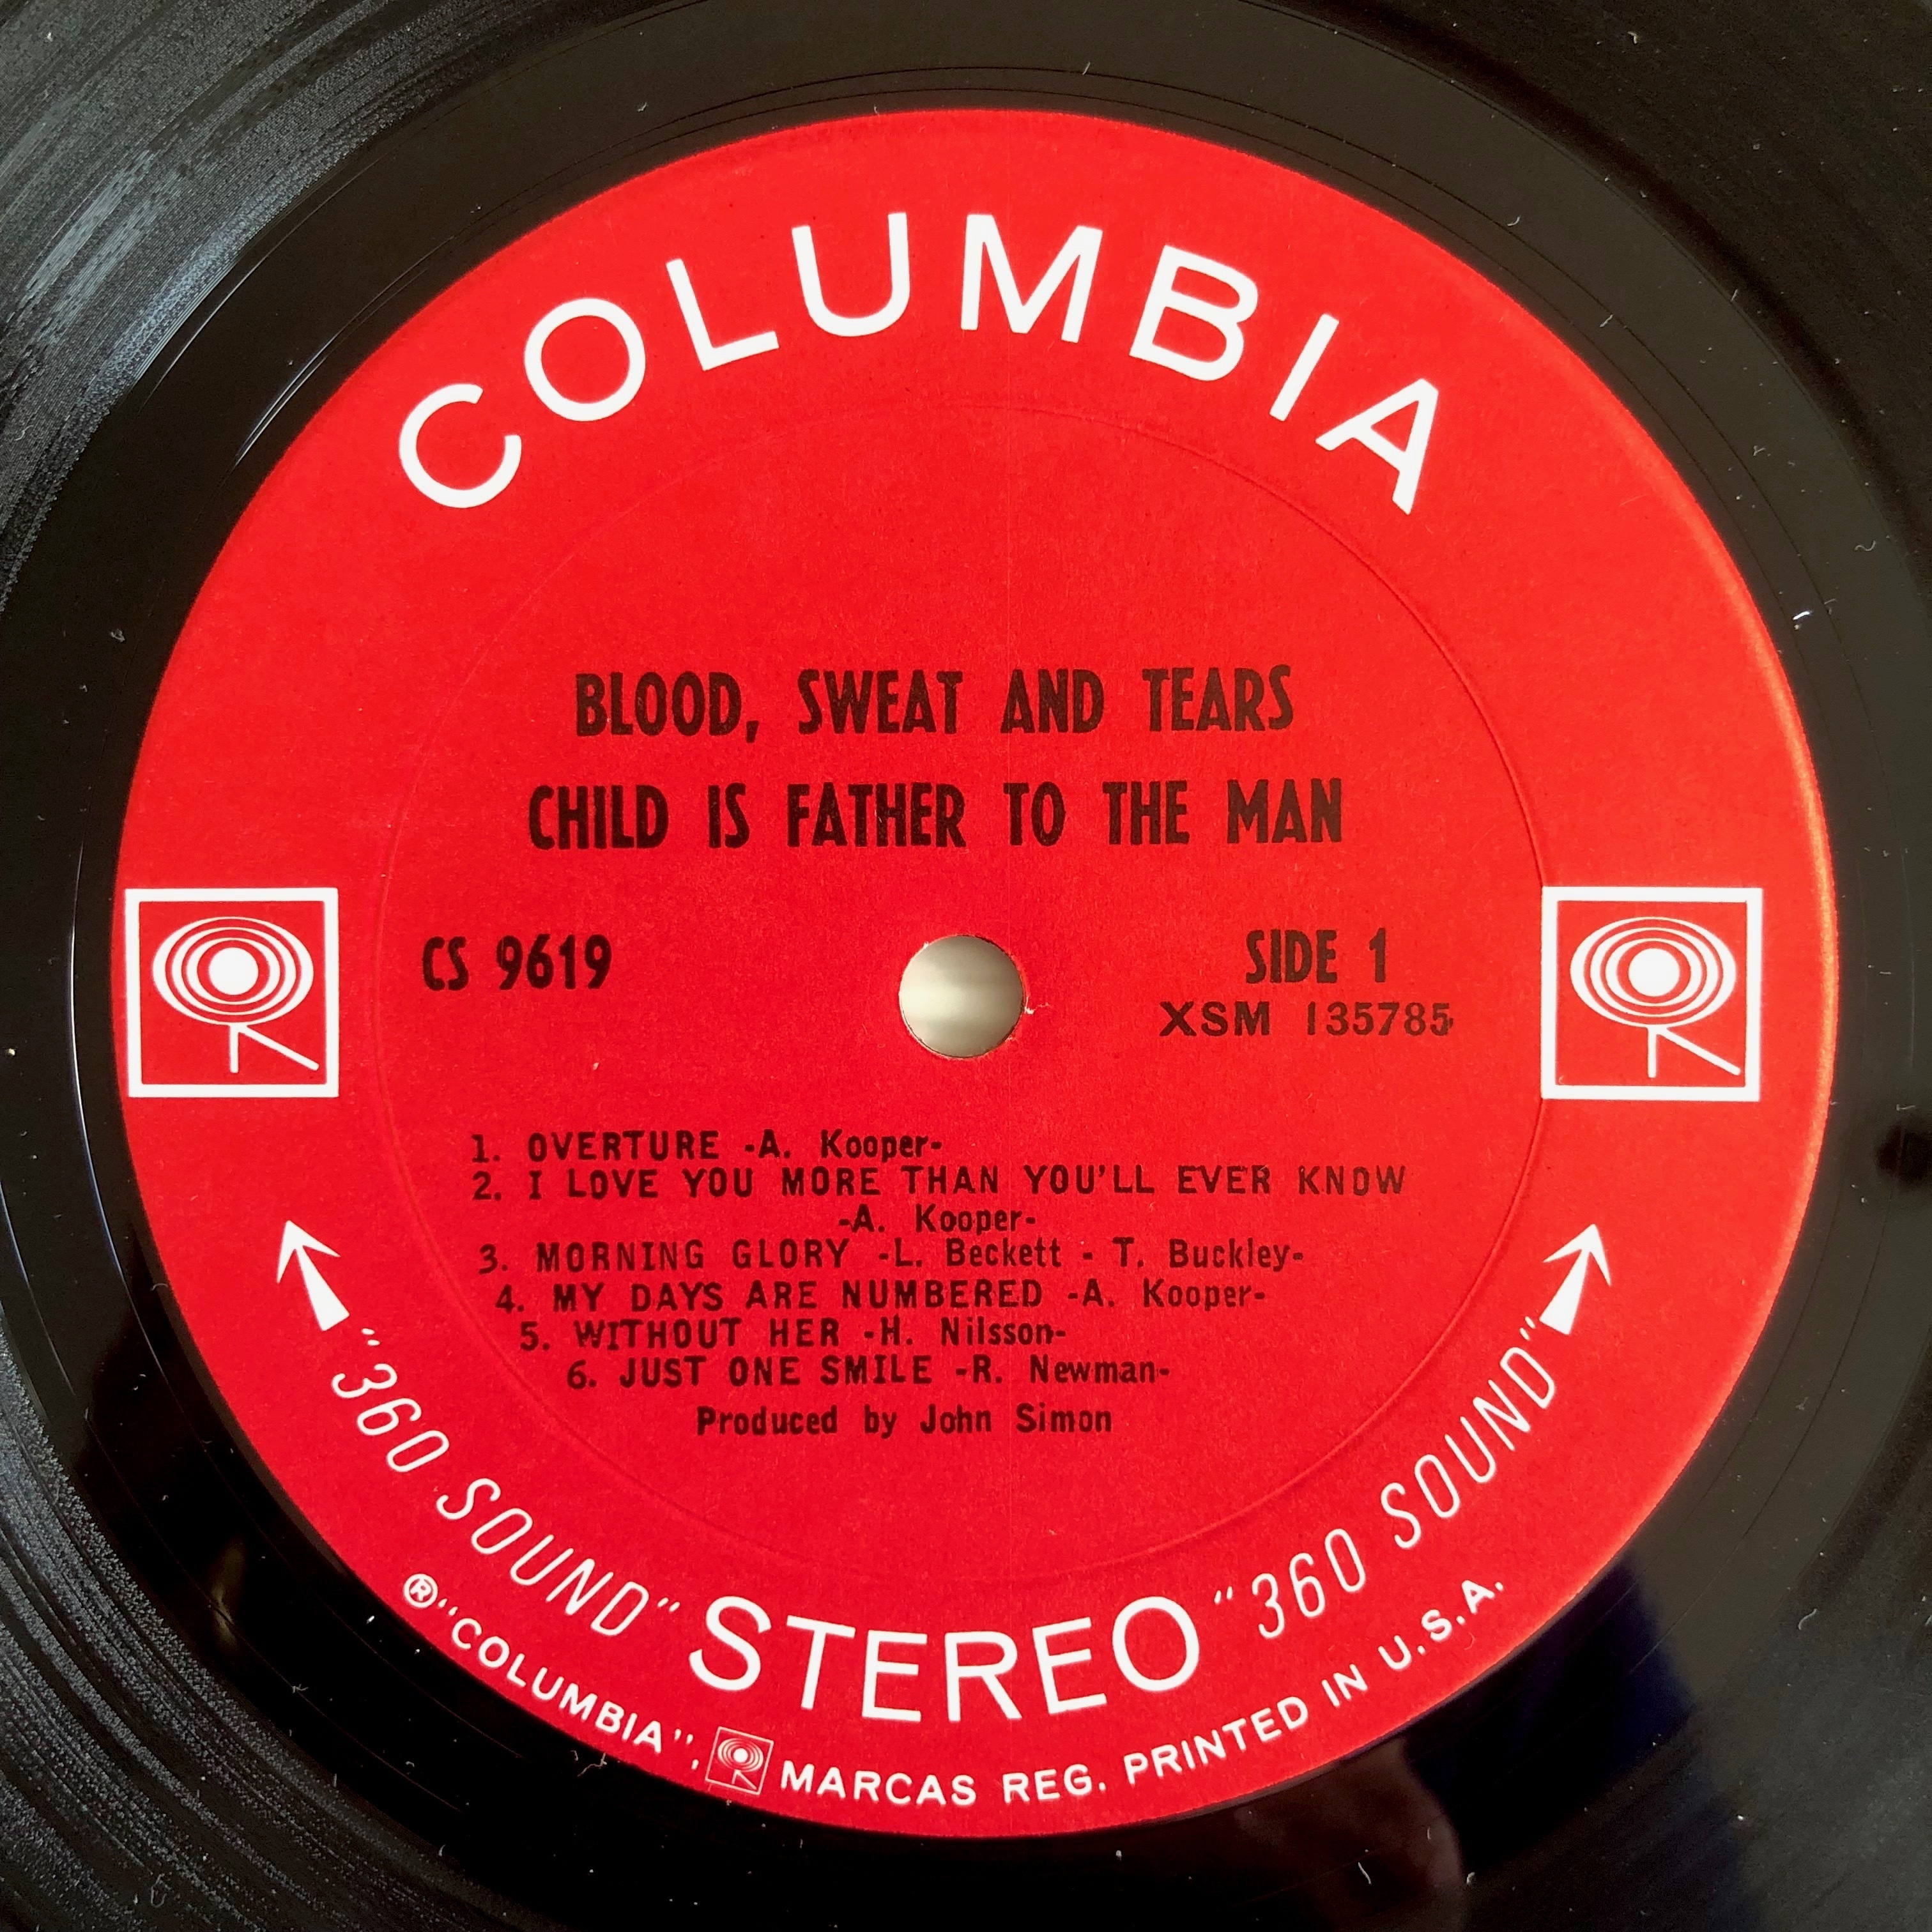 COLUMBIA
BLOOD, SWEAT AND TEARS
CHILD IS FATHER TO THE MAN
CS 9619
SIDE 1
XSM 135785
1. OVERTURE -A. Kooper-
2. I LOVE YOU MORE THAN YOU'LL EVER KNOW
-A. Kooper-
3. MORNING GLORY -L. Beckett - T. Buckley-
4. MY DAYS ARE NUMBERED -A. Kooper-
5. WITHOUT HER -H. Nilsson-
6. JUST ONE SMILE -R. Newman-
Produced by John Simon
"360 SOUND" STEREO "360 SOUND"
® "COLUMBIA", MARCAS REG. PRINTED IN U.S.A.